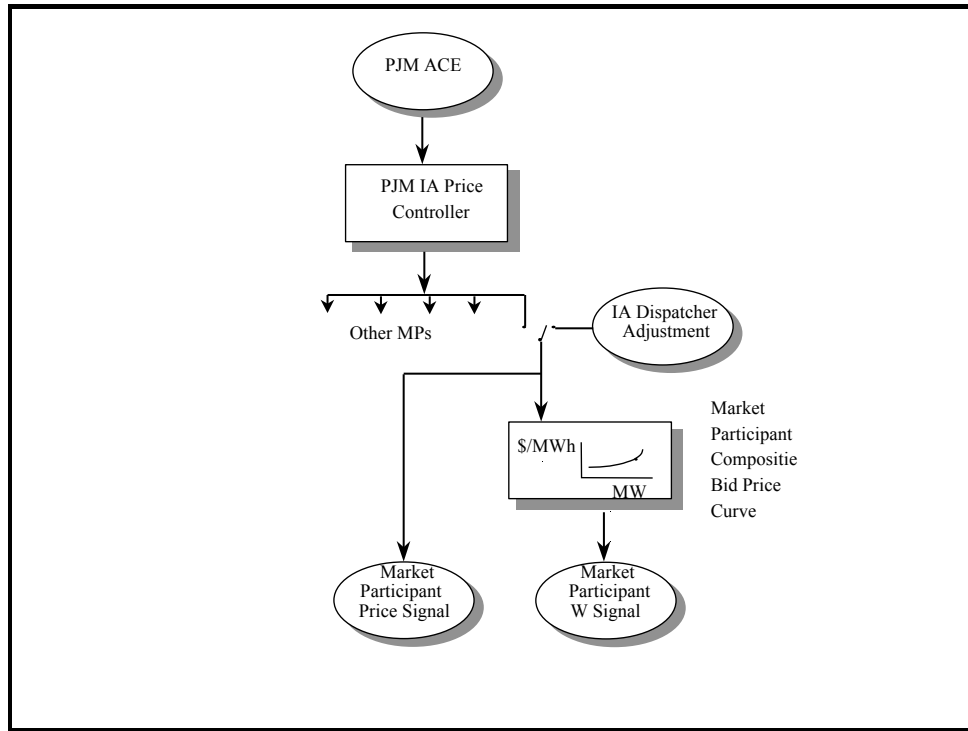 PJM ACE
PJM IA Price
Controller
Other MPs
IA Dispatcher
Adjustment
$/MWh
MW
Market
Participant
Compositie
Bid Price
Curve
Market
Participant
Price Signal
Market
Participant
W Signal